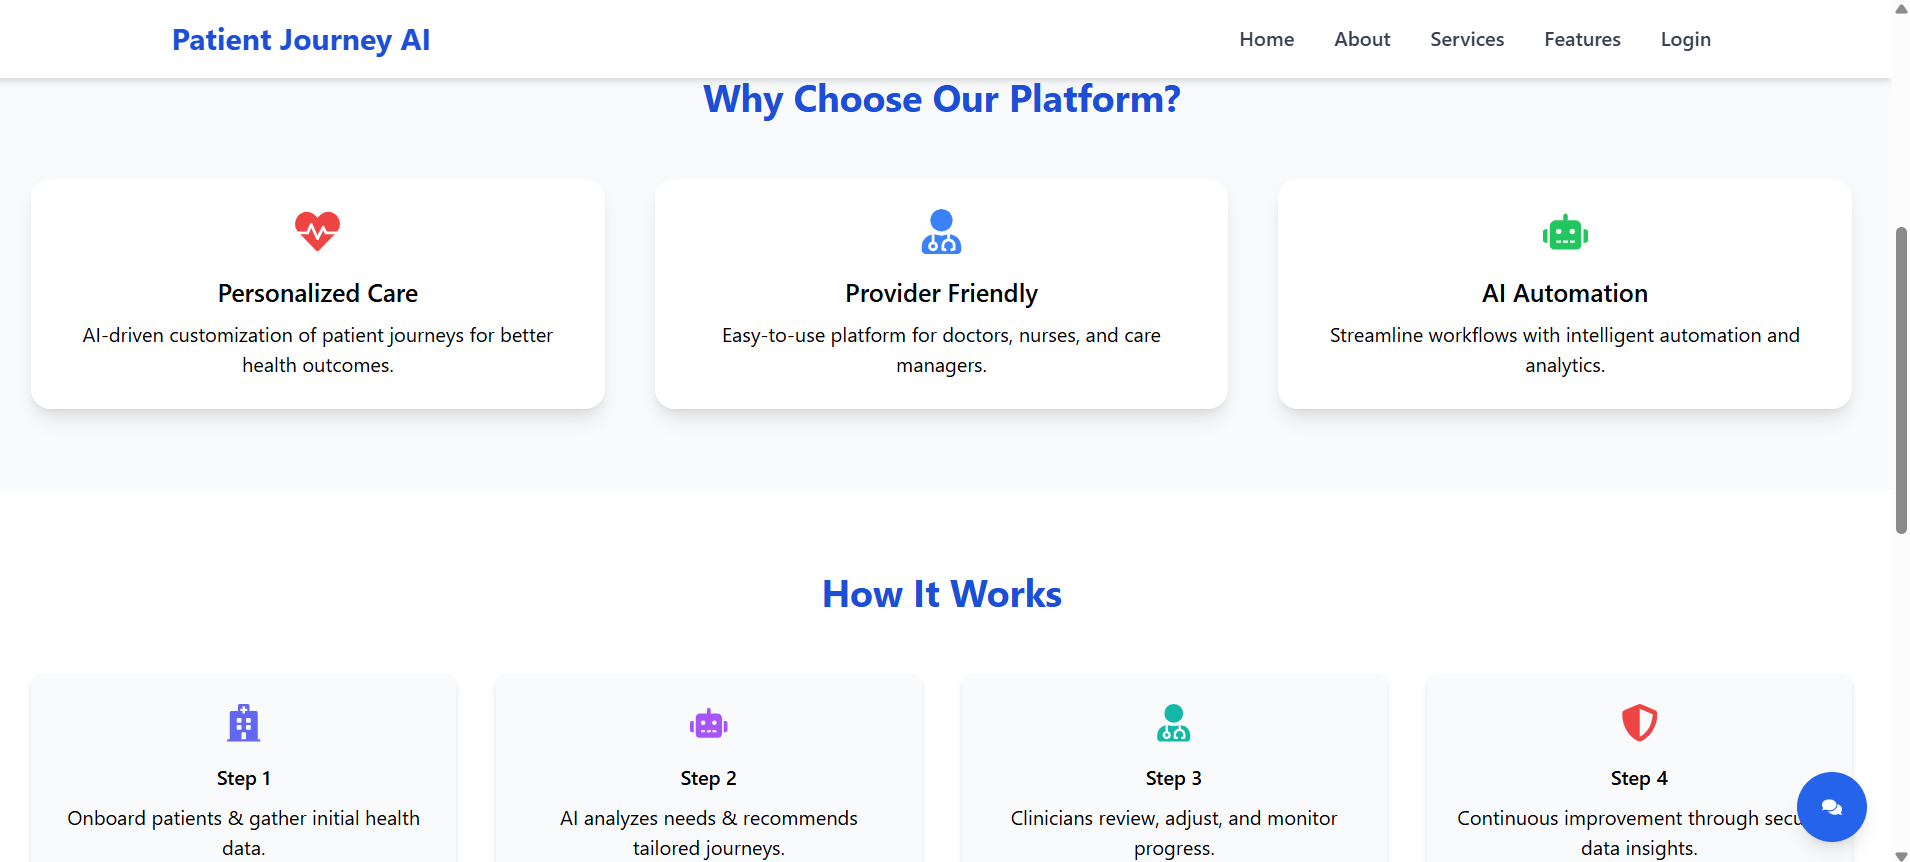 Patient Journey AI
Home About Services Features Login
Why Choose Our Platform?
Personalized Care
AI-driven customization of patient journeys for better
health outcomes.
Provider Friendly
Easy-to-use platform for doctors, nurses, and care
managers.
AI Automation
Streamline workflows with intelligent automation and
analytics.
How It Works
Step 1
Onboard patients & gather initial health
data.
Step 2
AI analyzes needs & recommends
tailored journeys.
Step 3
Clinicians review, adjust, and monitor
progress.
Step 4
Continuous improvement through
data insights.